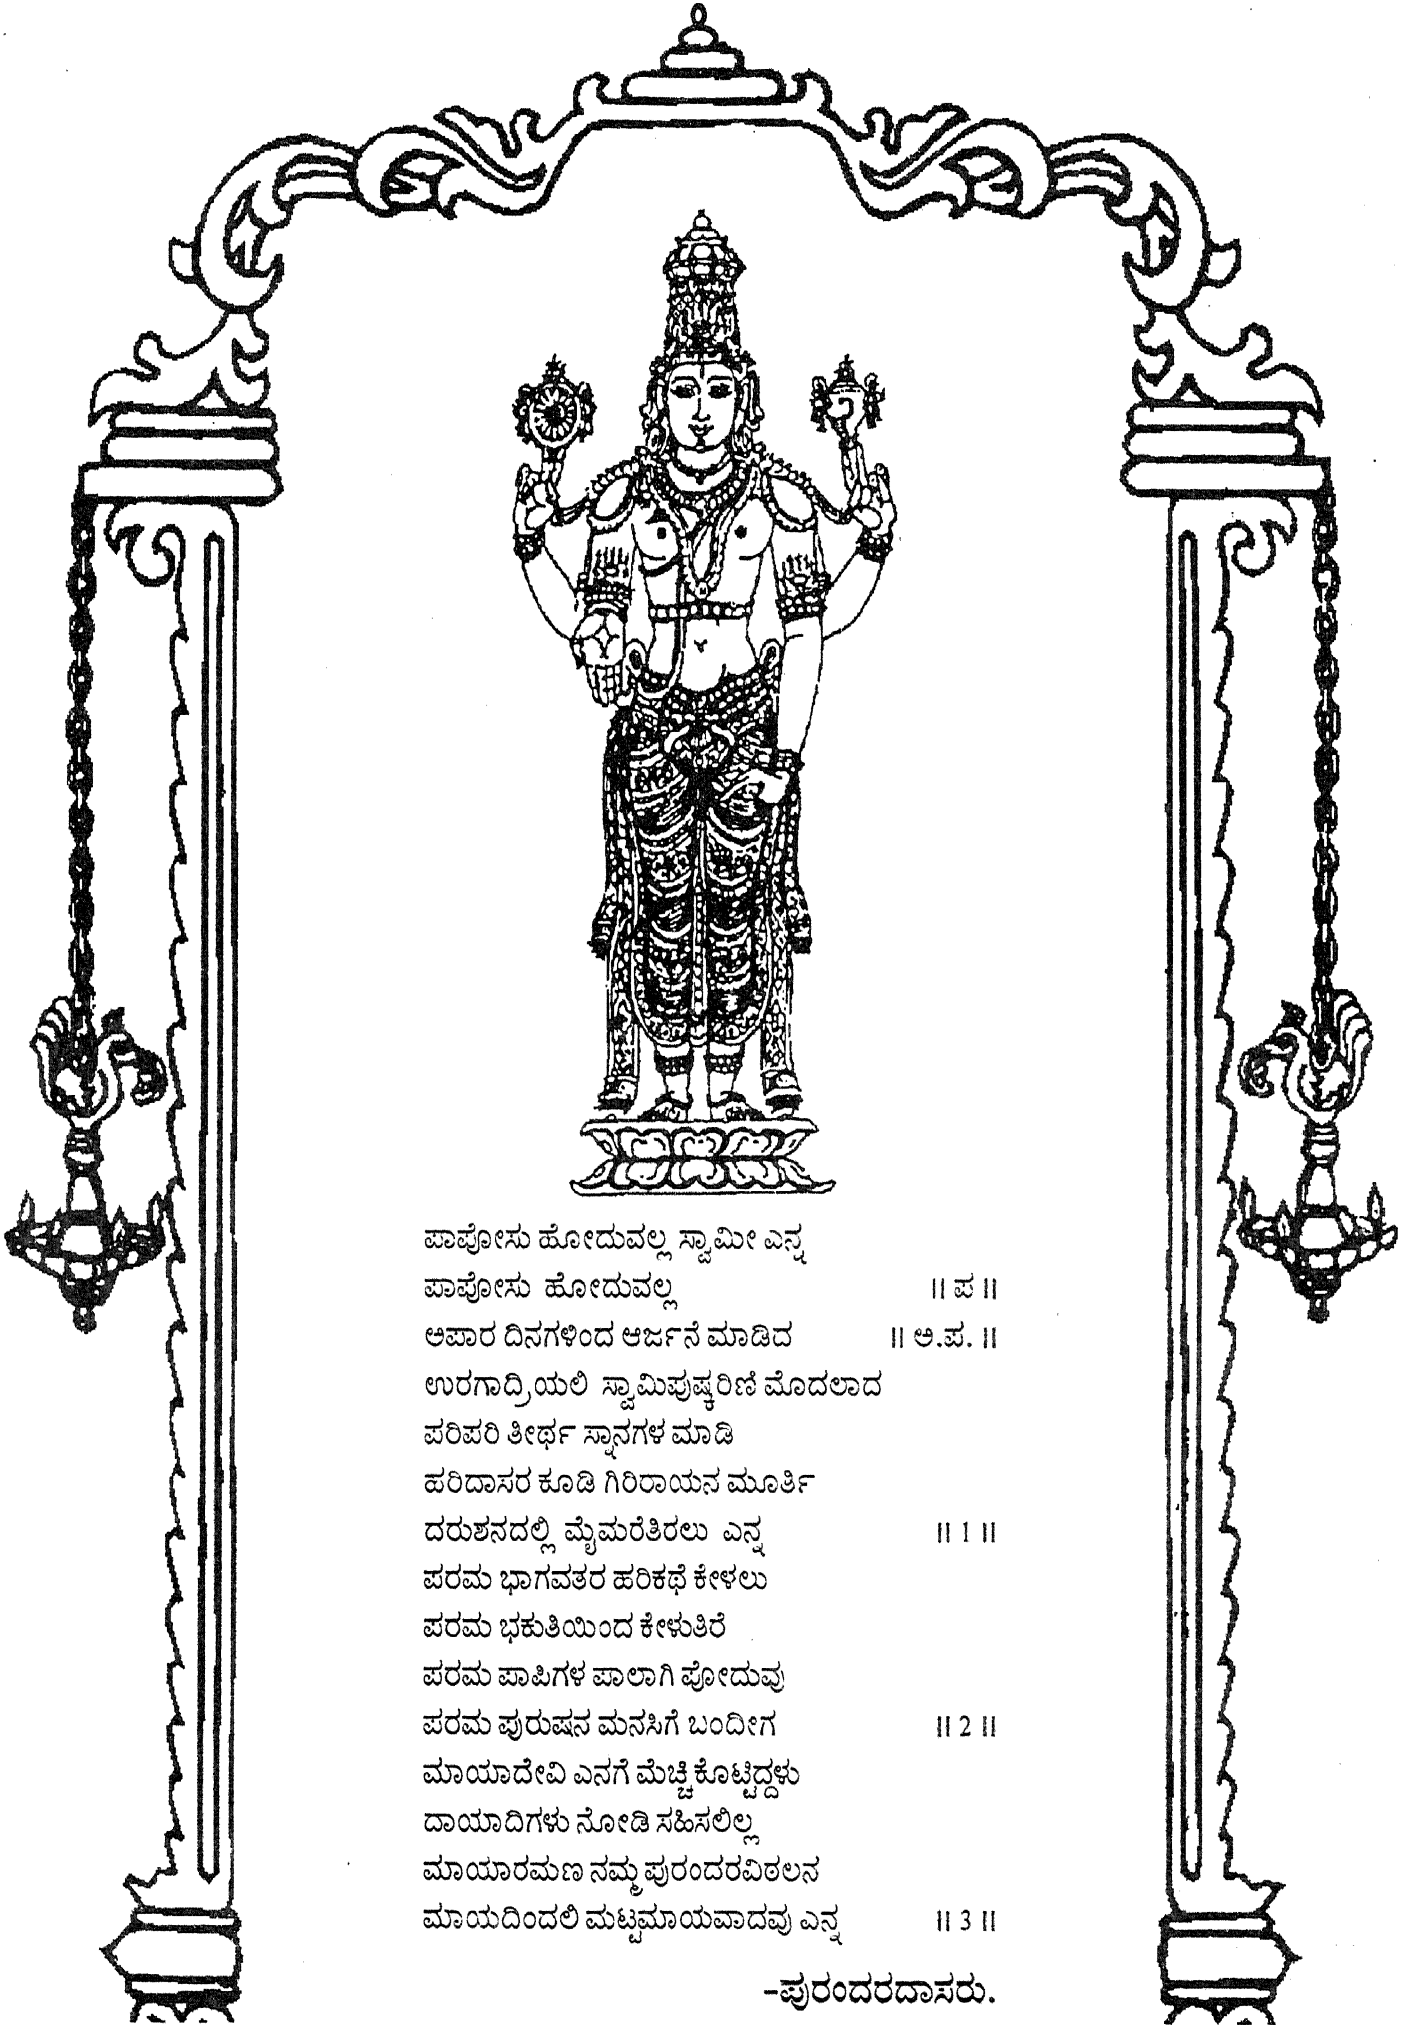 ಪಾಪೋಸು ಹೋದುವಲ್ಲ ಸ್ವಾಮೀ ಎನ್ನ
ಪಾಪೋಸು ಹೋದುವಲ್ಲ ॥ ಪ ॥
ಅಪಾರ ದಿನಗಳಿಂದ ಆರ್ಜನೆ ಮಾಡಿದ ॥ ಅ.ಪ. ॥
ಉರಗಾದ್ರಿಯಲಿ ಸ್ವಾಮಿಪುಷ್ಕರಿಣಿ ಮೊದಲಾದ
ಪರಿಪರಿ ತೀರ್ಥ ಸ್ನಾನಗಳ ಮಾಡಿ
ಹರಿದಾಸರ ಕೂಡಿ ಗಿರಿರಾಯನ ಮೂರ್ತಿ
ದರುಶನದಲ್ಲಿ ಮೈಮರೆತಿರಲು ಎನ್ನ ॥ 1 ॥
ಪರಮ ಭಾಗವತರ ಹರಿಕಥೆ ಕೇಳಲು
ಪರಮ ಭಕುತಿಯಿಂದ ಕೇಳುತಿರೆ
ಪರಮ ಪಾಪಿಗಳ ಪಾಲಾಗಿ ಪೋದುವು
ಪರಮ ಪುರುಷನ ಮನಸಿಗೆ ಬಂದೀಗ ॥ 2 ॥
ಮಾಯಾದೇವಿ ಎನಗೆ ಮೆಚ್ಚಿಕೊಟ್ಟಿದ್ದಳು
ದಾಯಾದಿಗಳು ನೋಡಿ ಸಹಿಸಲಿಲ್ಲ
ಮಾಯಾರಮಣ ನಮ್ಮ ಪುರಂದರವಿಠಲನ
ಮಾಯದಿಂದಲಿ ಮಟ್ಟಮಾಯವಾದವು ಎನ್ನ ॥ 3 ॥
-ಪುರಂದರದಾಸರು.